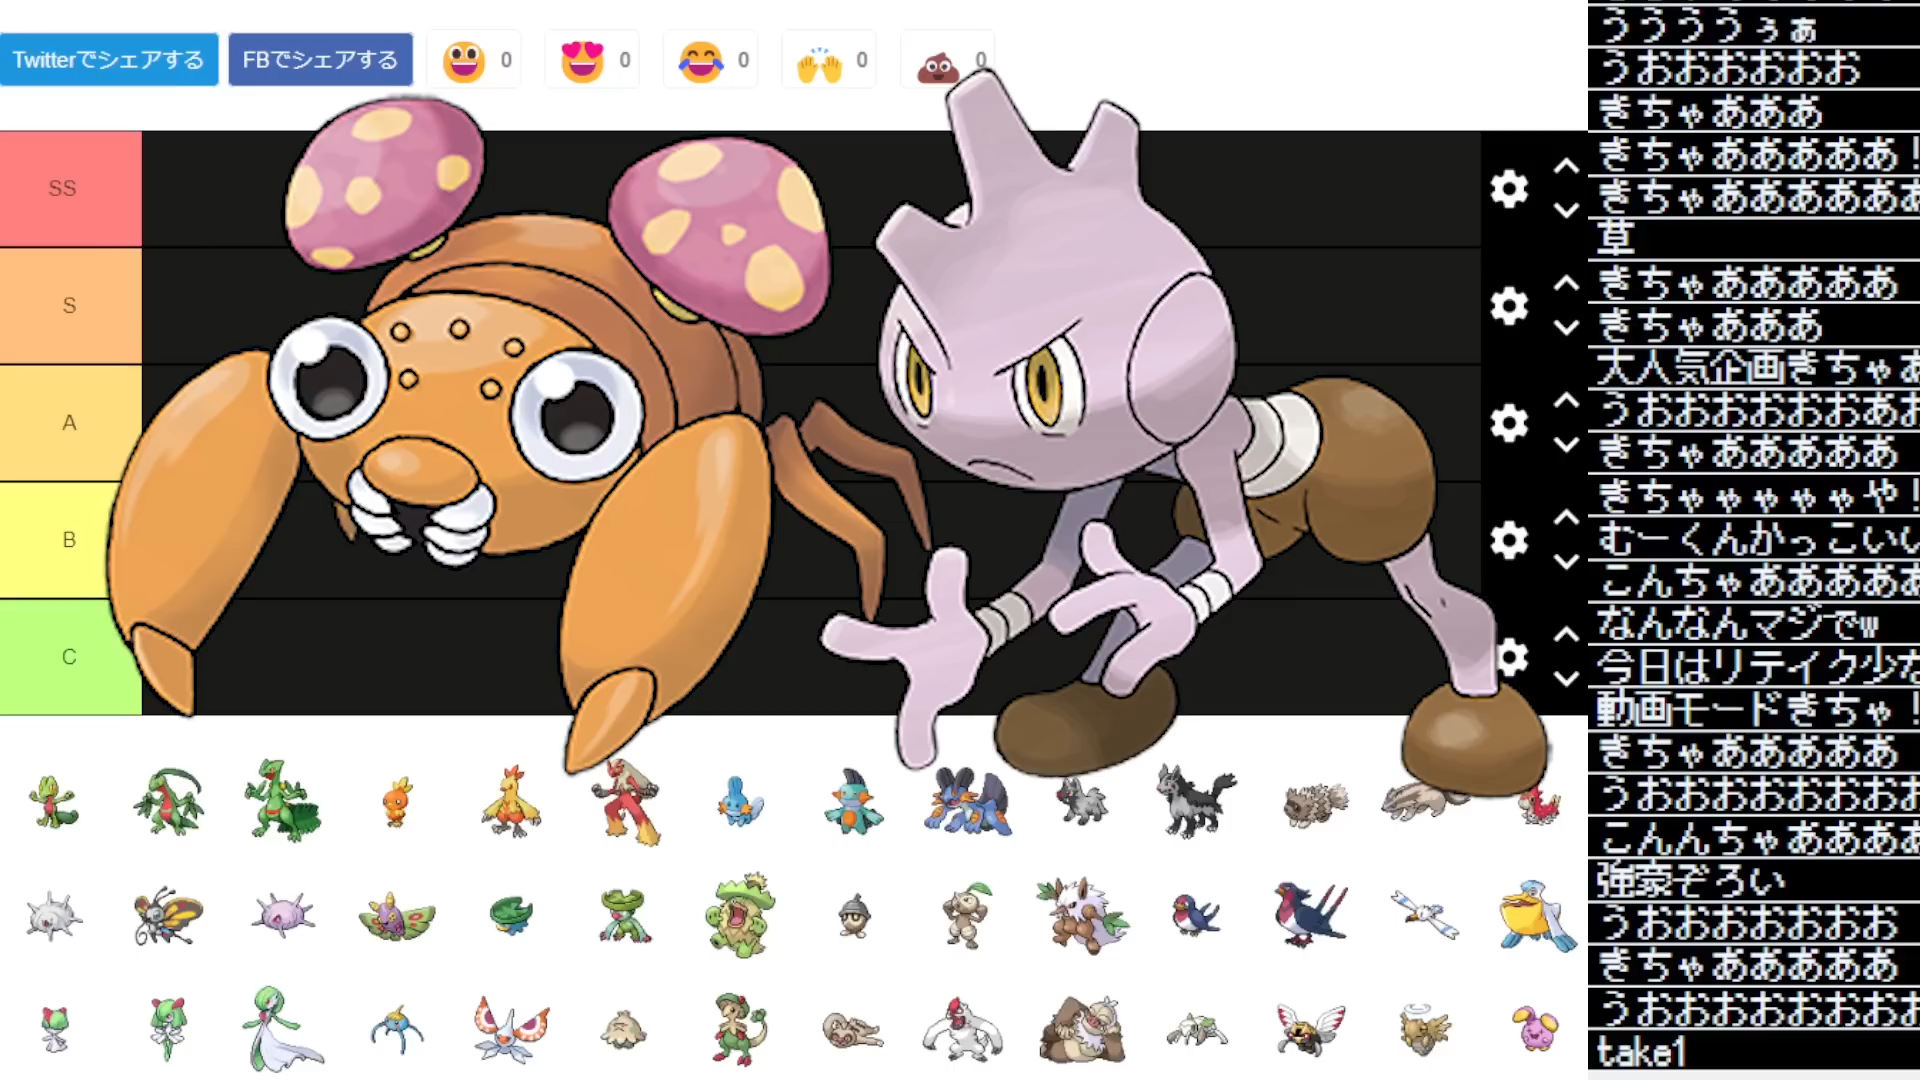 Twitterでシェアする
FBでシェアする
0
0
0
0
0
SS
S
A
B
C
うぅうぅぅぁ
うおおおおおお
きちゃあああ
きちゃあああああ！
きちゃああああああ
草
きちゃあああああ
きちゃあああ
大人気企画きちゃあ
うおおおおおおあお
きちゃあああああ
きちゃゃゃゃゃや！
むーくんかっこいい
こんちゃあああああ
なんなんマジでw
今日はリテイク少な
動画モードきちゃ！
きちゃあああああ
うおおおおおおおお
こんんちゃああああ
強豪ぞろい
うおおおおおおお
きちゃあああああ
うおおおおおおおお
take1